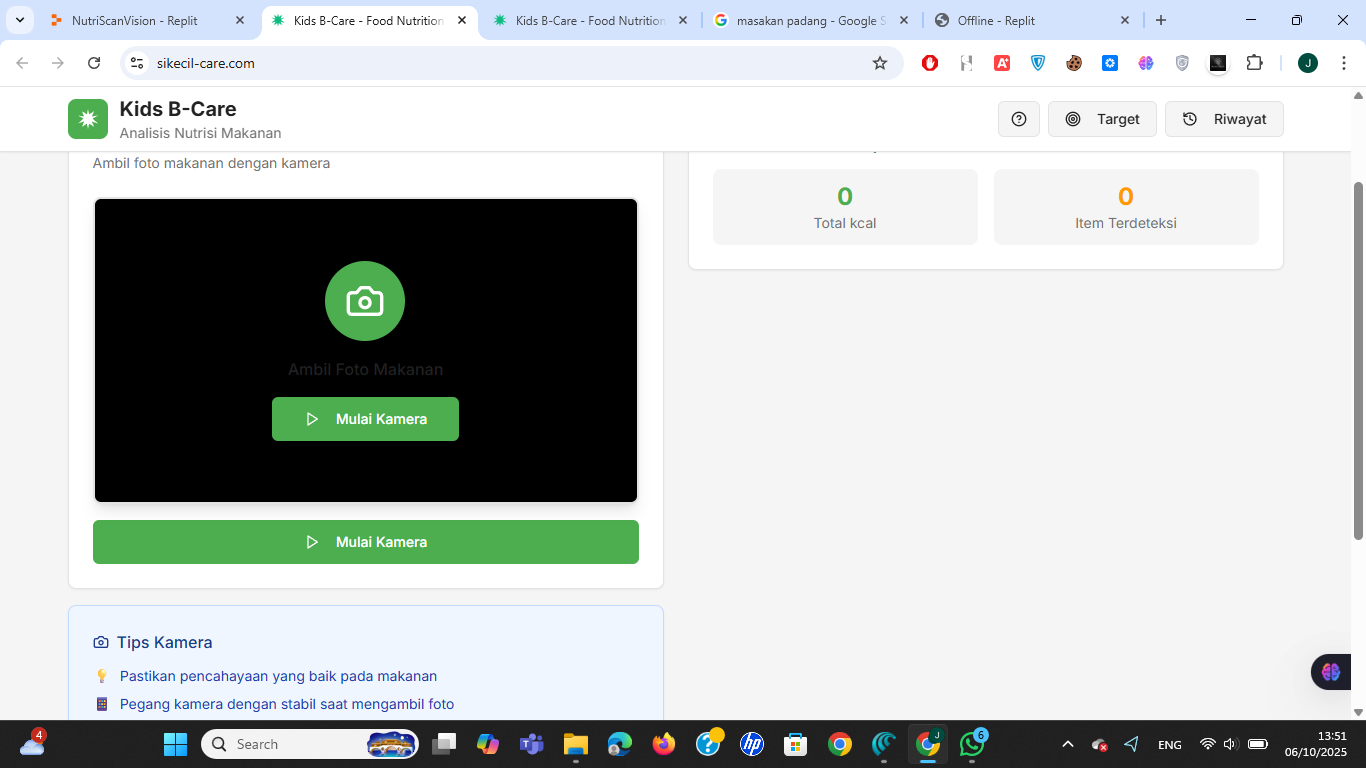 NutriScanVision - Replit
Kids B-Care - Food Nutrition
Kids B-Care - Food Nutrition
masakan padang - Google S
Offline - Replit
sikecil-care.com
J
Kids B-Care
Analisis Nutrisi Makanan
Target
Riwayat
Ambil foto makanan dengan kamera
0
Total kcal
0
Item Terdeteksi
Ambil Foto Makanan
Mulai Kamera
Mulai Kamera
Tips Kamera
Pastikan pencahayaan yang baik pada makanan
Pegang kamera dengan stabil saat mengambil foto
4
Search
hp
J
6
ENG
13:51
06/10/2025